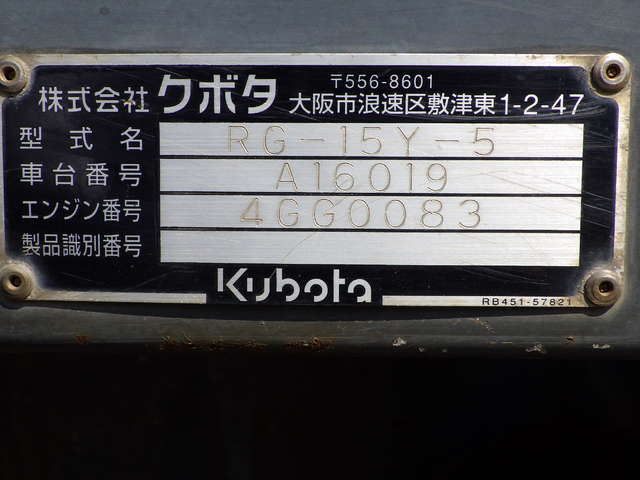 株式会社 クボタ 〒556-8601
大阪市浪速区敷津東1-2-47
型式名 RG-15Y-5
車台番号 A16019
エンジン番号 4GG0083
製品識別番号
Kubota
RB451-57821